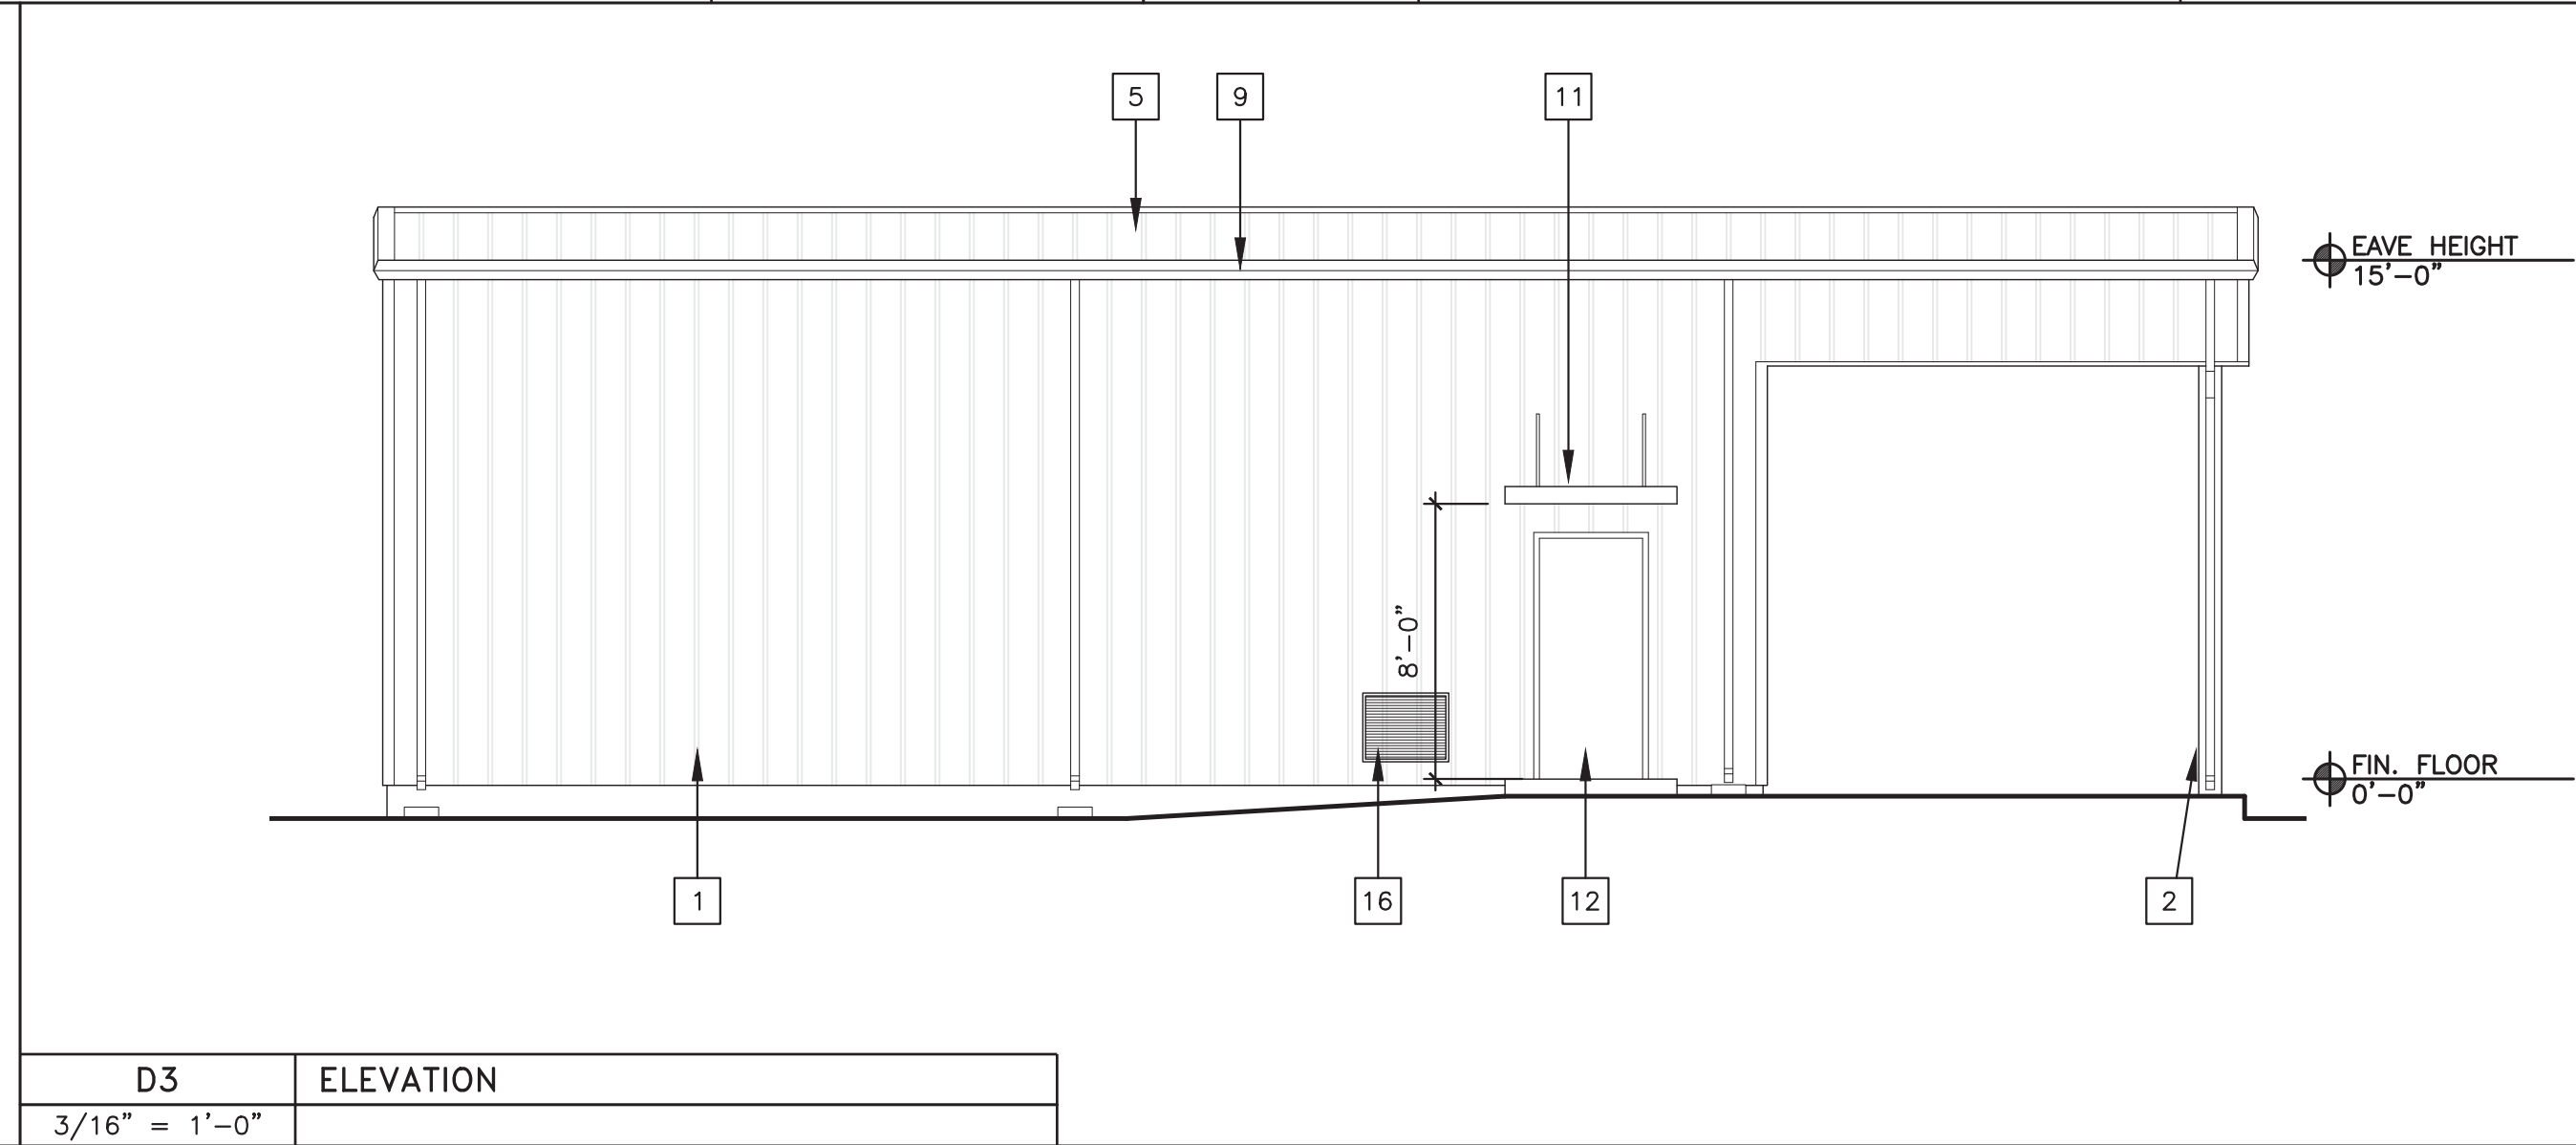 5
9
11
EAVE HEIGHT
15'-0"
8'-0"
FIN. FLOOR
0'-0"
1
16
12
2
D3
ELEVATION
3/16" = 1'-0"